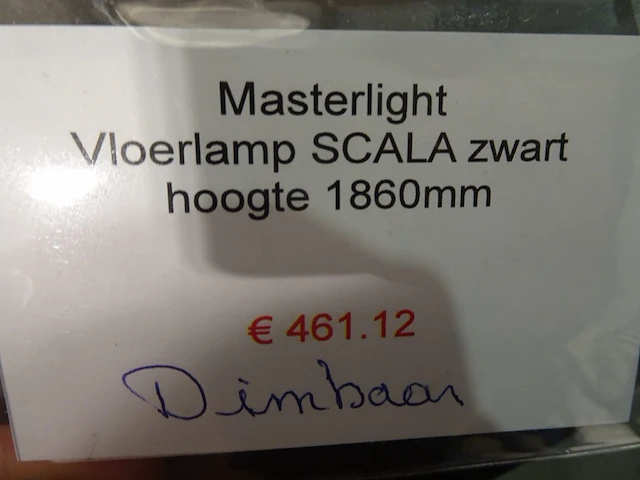 Masterlight
Vloerlamp SCALA zwart
hoogte 1860mm
€ 461.12
Dimbaar